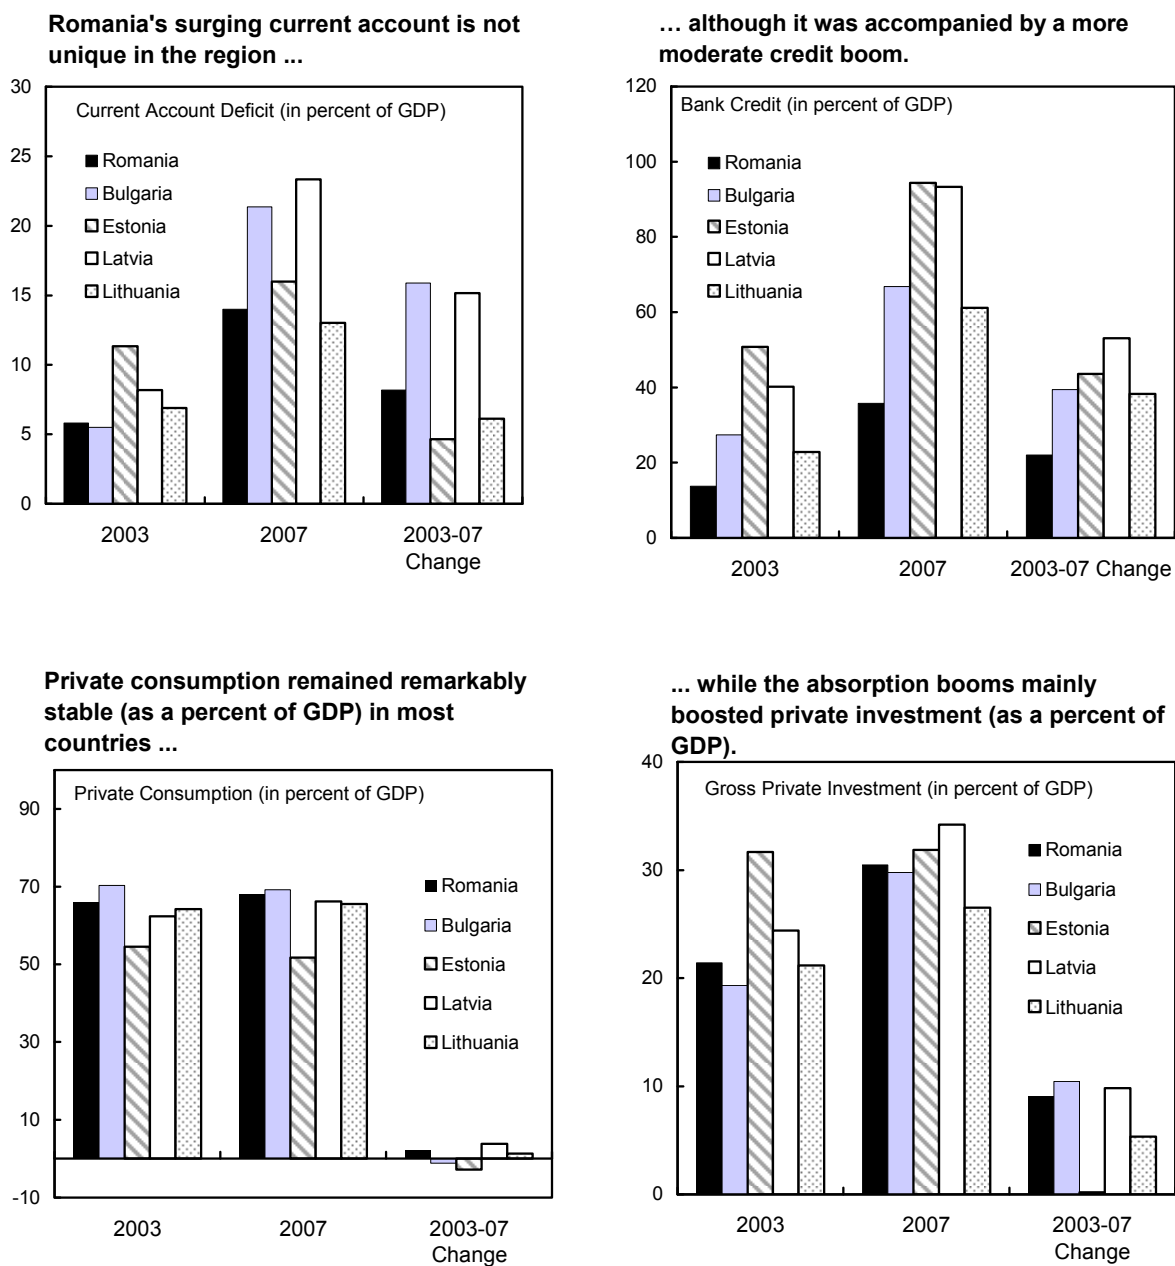 Romania's surging current account is not
unique in the region ...
30
25
20
15
10
5
0
Current Account Deficit (in percent of GDP)
Romania
Bulgaria
Estonia
Latvia
Lithuania
2003
2007
2003-07
Change
... although it was accompanied by a more
moderate credit boom.
120
100
80
60
40
20
0
Bank Credit (in percent of GDP)
Romania
Bulgaria
Estonia
Latvia
Lithuania
2003
2007
2003-07 Change
Private consumption remained remarkably
stable (as a percent of GDP) in most
countries ...
90
70
50
30
10
-10
Private Consumption (in percent of GDP)
Romania
Bulgaria
Estonia
Latvia
Lithuania
2003
2007
2003-07
Change
... while the absorption booms mainly
boosted private investment (as a percent of
GDP).
40
30
20
10
0
Gross Private Investment (in percent of GDP)
Romania
Bulgaria
Estonia
Latvia
Lithuania
2003
2007
2003-07
Change